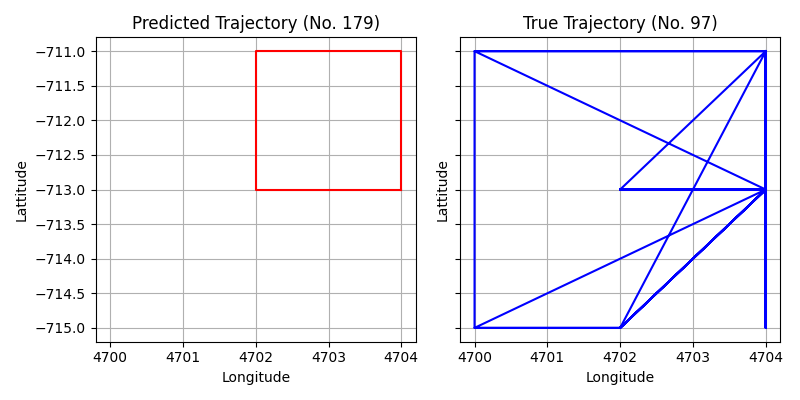 Predicted Trajectory (No. 179)
True Trajectory (No. 97)
Lattitude
−711.0
−711.5
−712.0
−712.5
−713.0
−713.5
−714.0
−714.5
−715.0
4700 4701 4702 4703 4704
Longitude
Lattitude
4700 4701 4702 4703 4704
Longitude